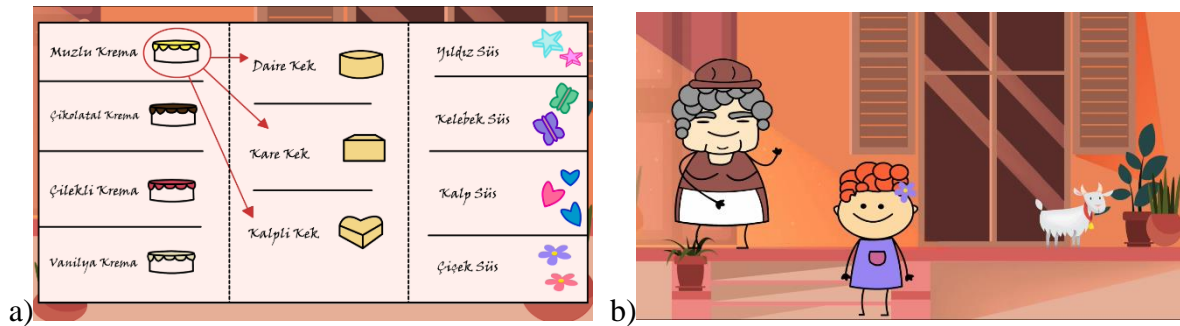 Muzlu Krema
Çikolatal Krema
Çilekli Krema
Vanilya Krema
Daire Kek
Kare Kek
Kalpli Kek
Yıldız Süs
Kelebek Süs
Kalp Süs
Çiçek Süs
a)
b)